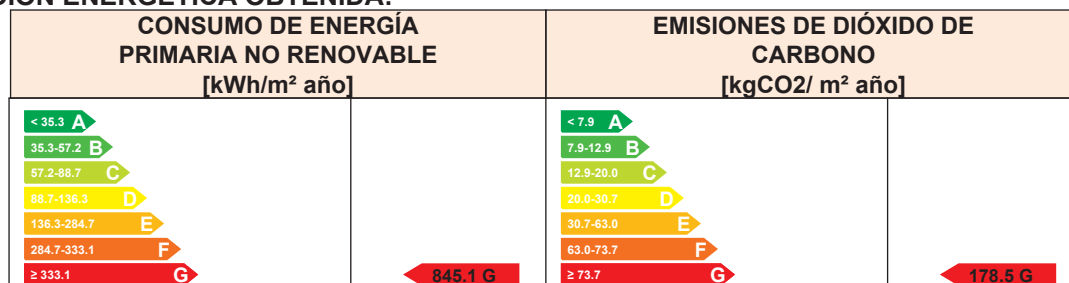 SIÓN ENERGÉTICA OBTENIDA:
CONSUMO DE ENERGÍA
PRIMARIA NO RENOVABLE
[kWh/m² año]
< 35.3 A
35.3-57.2 B
57.2-88.7 C
88.7-136.3 D
136.3-284.7 E
284.7-333.1 F
≥ 333.1 G
845.1 G
EMISIONES DE DIÓXIDO DE
CARBONO
[kgCO2/ m² año]
< 7.9 A
7.9-12.9 B
12.9-20.0 C
20.0-30.7 D
30.7-63.0 E
63.0-73.7 F
≥ 73.7 G
178.5 G